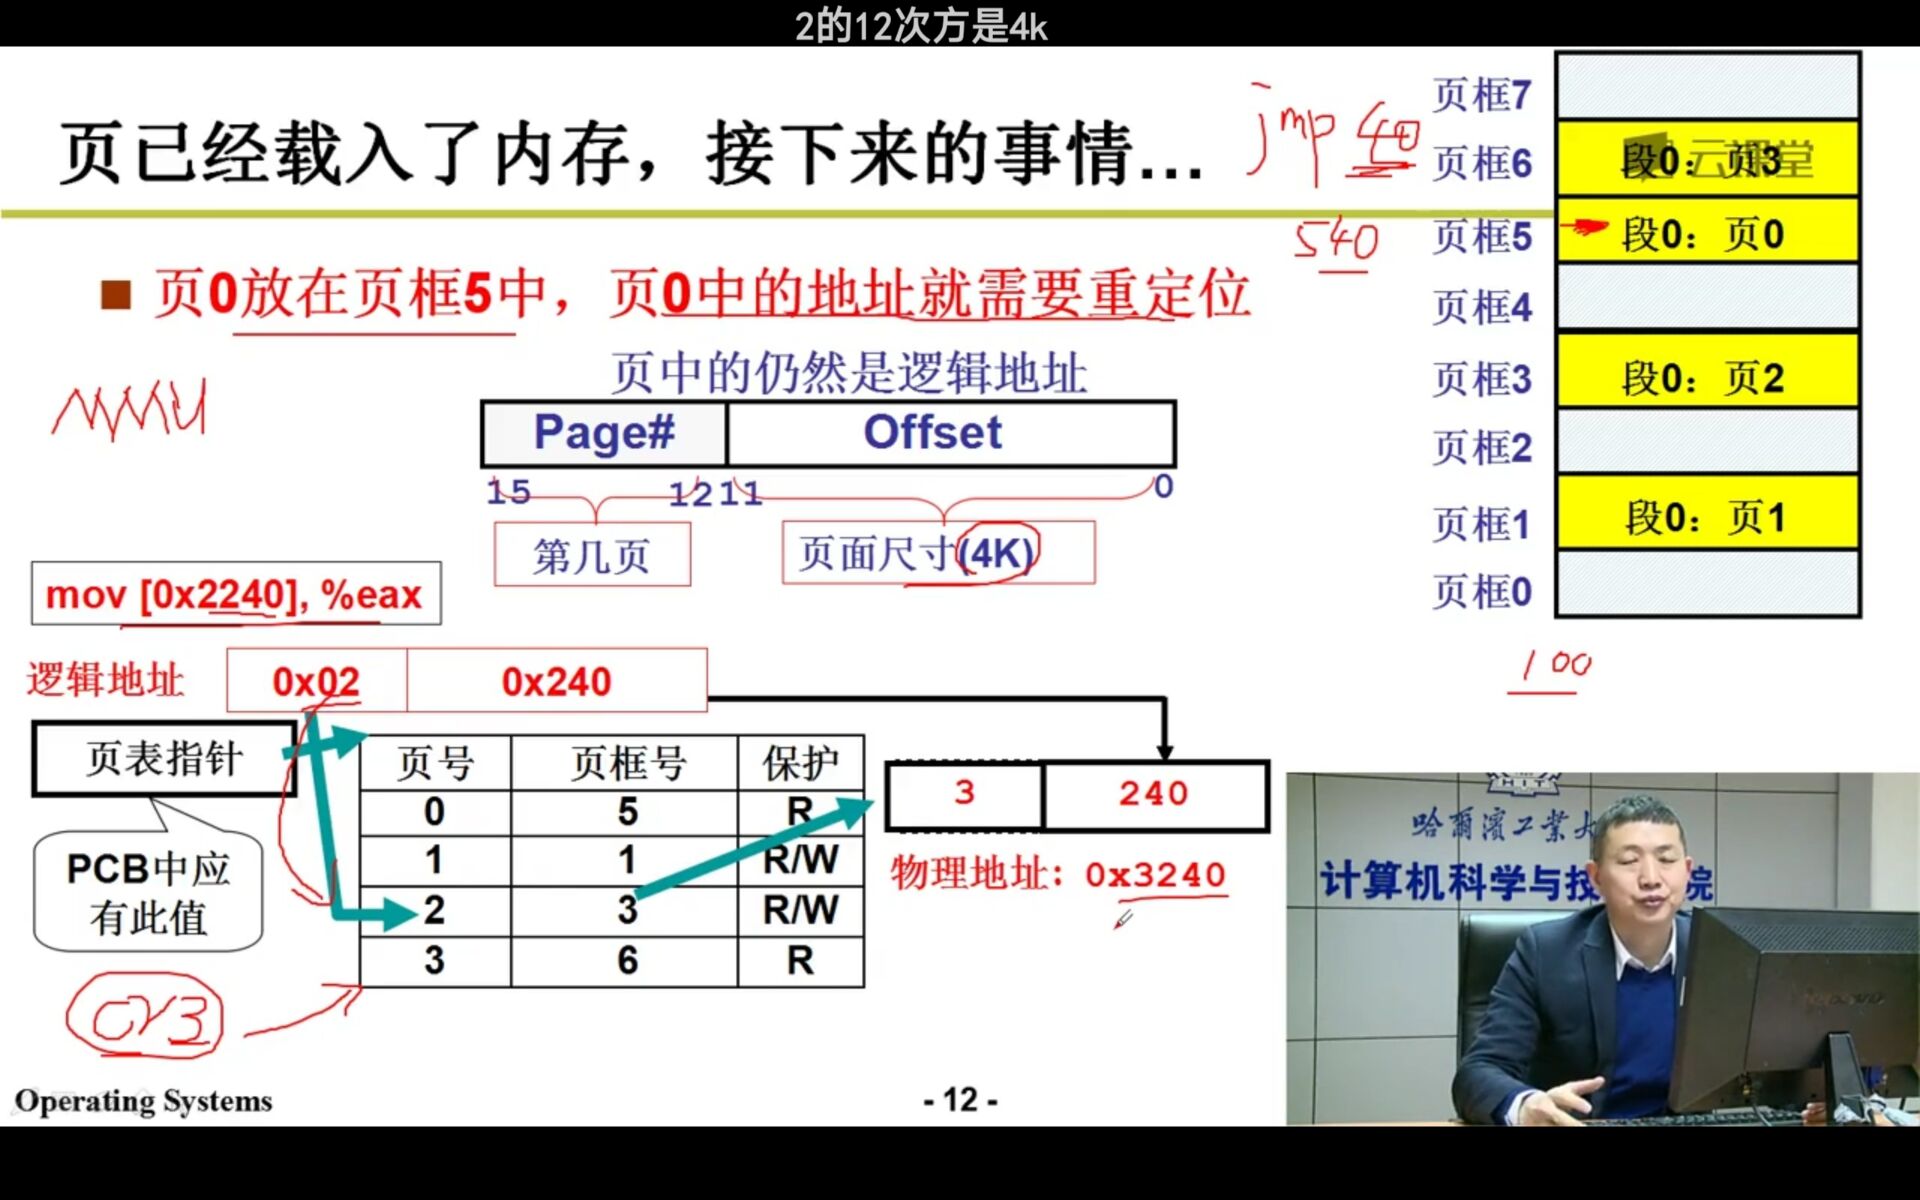 2的12次方是4k
页已经载入了内存，接下来的事情...
jmp 40
540
■ 页0放在页框5中，页0中的地址就需要重定位
页中的仍然是逻辑地址
MMU
Page# Offset
15 12 11 0
第几页 页面尺寸(4K)
mov [0x2240], %eax
逻辑地址 0x02 0x240
页表指针
PCB中应
有此值
cr3
页号 页框号 保护
0 5 R
1 1 R/W
2 3 R/W
3 6 R
3 240
物理地址：0x3240
页框7
页框6 段0：页3
云课堂
页框5 段0：页0
页框4
页框3 段0：页2
页框2
页框1 段0：页1
页框0
100
哈尔滨工业大
计算机科学与技 院
Operating Systems
- 12 -